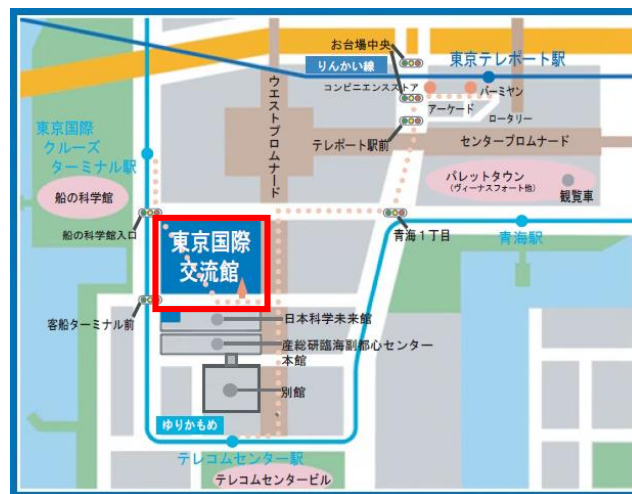 お台場中央
りんかい線
東京テレポート駅
コンビニエンスストア
バーミヤン
アーケード
ロータリー
ウエストプロムナード
テレポート駅前
センタープロムナード
東京国際
クルーズ
ターミナル駅
パレットタウン
(ヴィーナスフォート他)
観覧車
船の科学館
船の科学館入口
東京国際
交流館
青海1丁目
青海駅
客船ターミナル前
日本科学未来館
産総研臨海副都心センター
本館
別館
ゆりかもめ
テレコムセンター駅
テレコムセンタービル